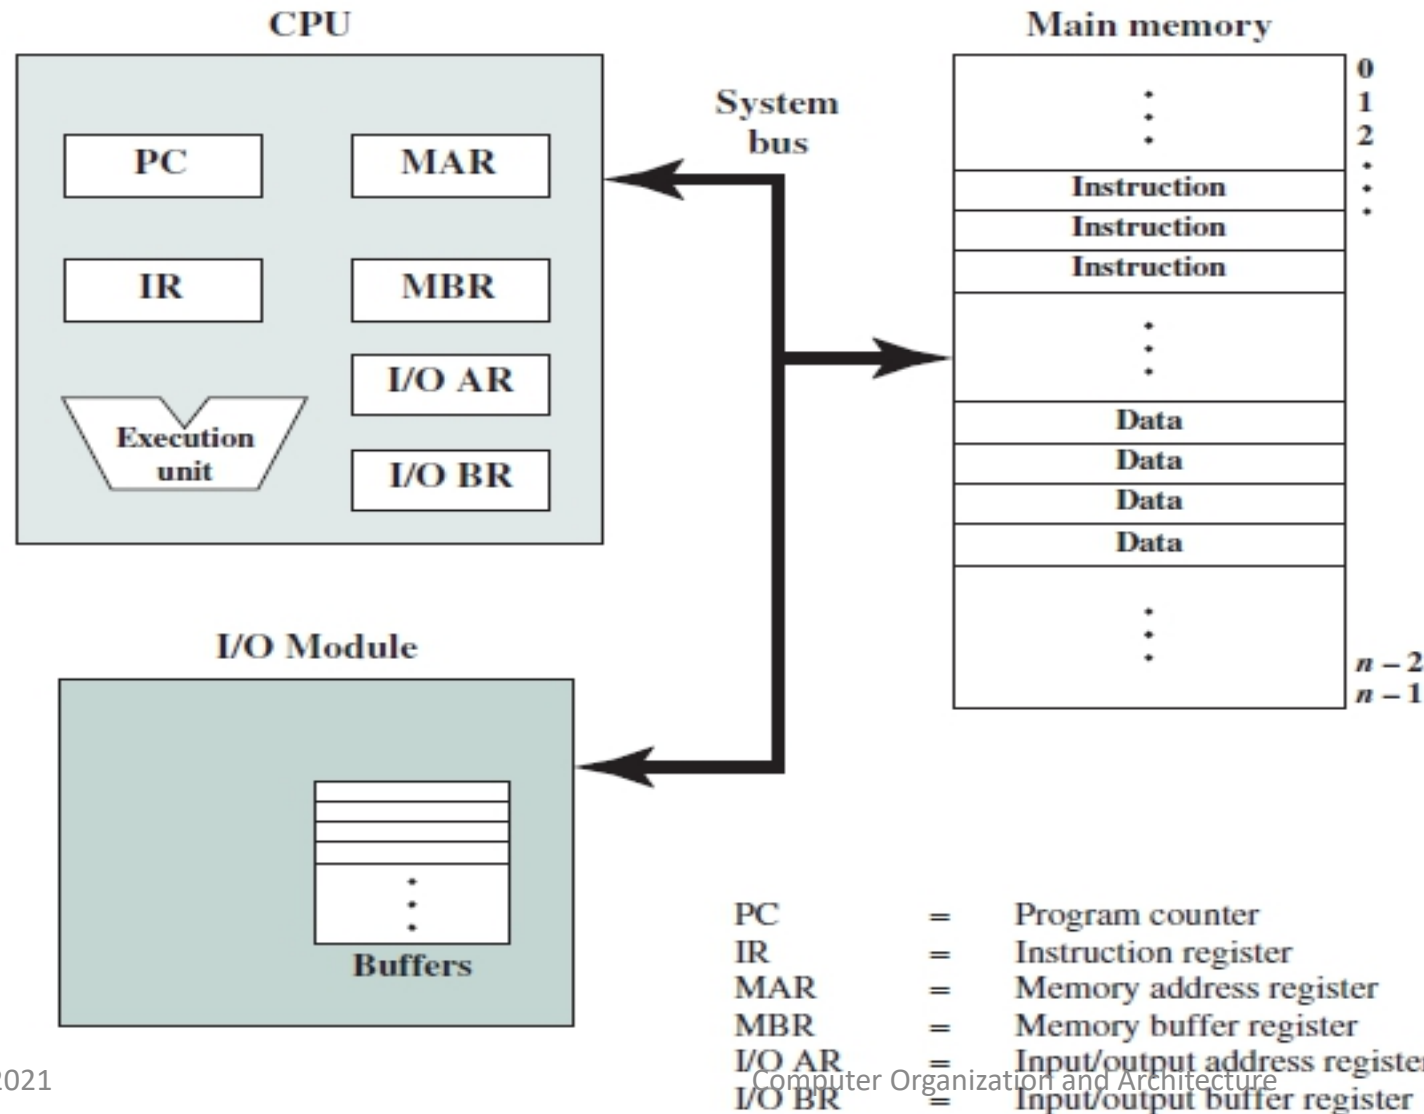 CPU
PC
MAR
IR
MBR
I/O AR
I/O BR
Execution
unit
System
bus
Main memory
0
1
2
Instruction
Instruction
Instruction
Data
Data
Data
Data
n – 2
n – 1
I/O Module
Buffers
PC = Program counter
IR = Instruction register
MAR = Memory address register
MBR = Memory buffer register
I/O AR = Input/output address register
I/O BR = Input/output buffer register
2021
Computer Organization and Architecture